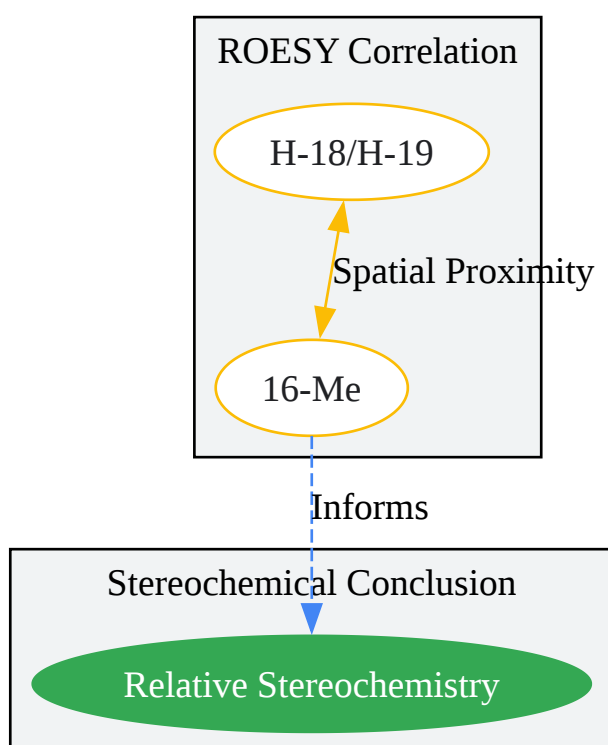 ROESY Correlation
H-18/H-19
Spatial Proximity
16-Me
Informs
Stereochemical Conclusion
Relative Stereochemistry